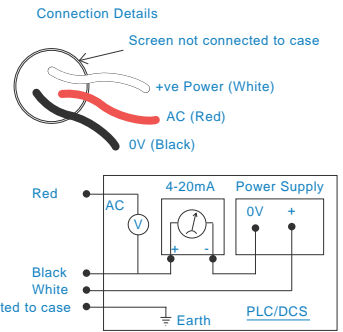 Connection Details
Screen not connected to case
+ve Power (White)
AC (Red)
0V (Black)
Red
AC
V
4-20mA
+ -
Power Supply
0V +
Black
White
ted to case
Earth
PLC/DCS